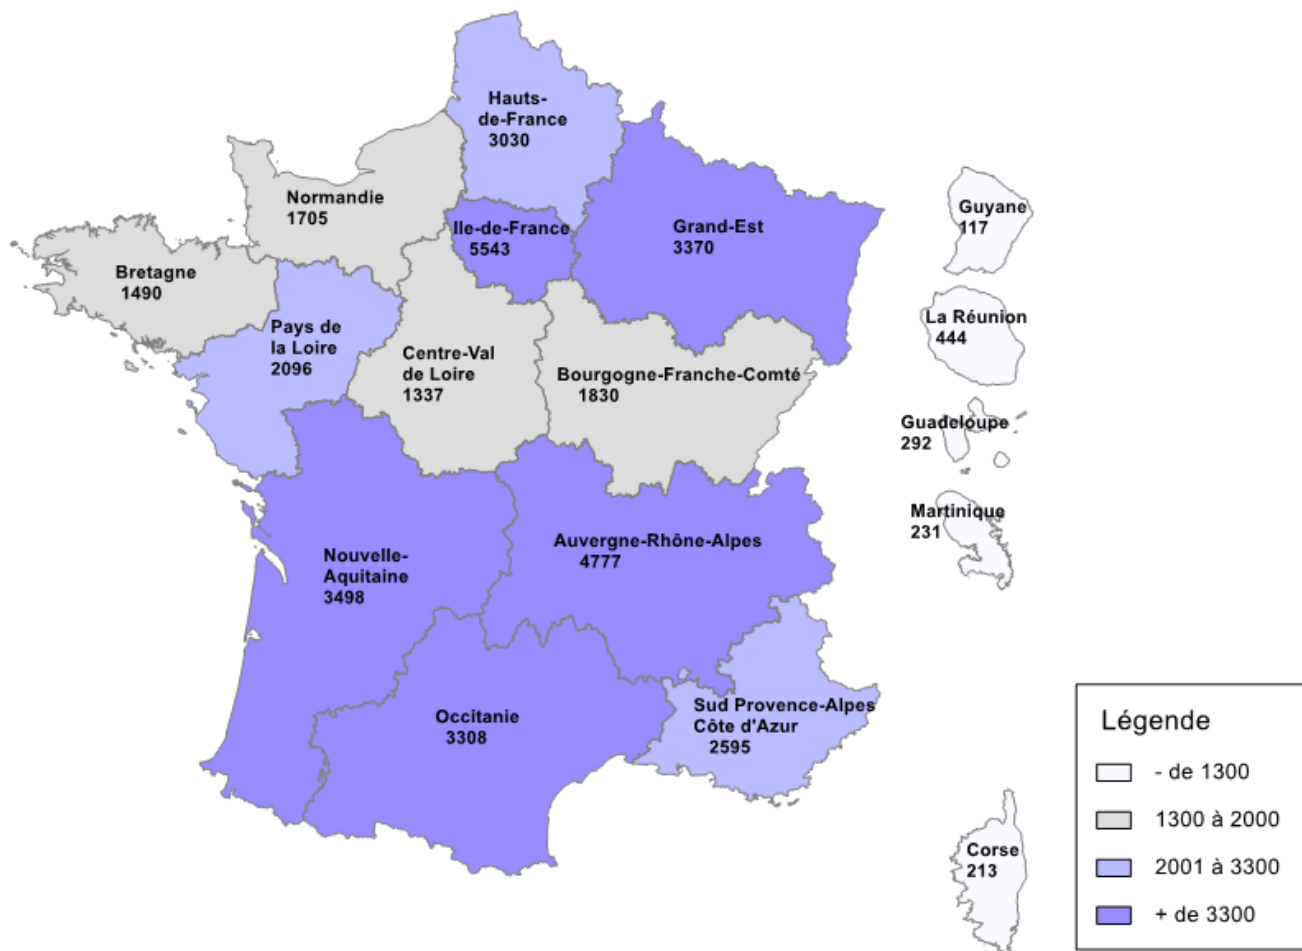 Hauts-
de-France
3030
Normandie
1705
Ile-de-France
5543
Grand-Est
3370
Guyane
117
Bretagne
1490
La Réunion
444
Pays de
la Loire
2096
Centre-Val
de Loire
1337
Bourgogne-Franche-Comté
1830
Guadeloupe
292
Martinique
231
Nouvelle-
Aquitaine
3498
Auvergne-Rhône-Alpes
4777
Occitanie
3308
Sud Provence-Alpes
Côte d'Azur
2595
Corse
213
Légende
- de 1300
1300 à 2000
2001 à 3300
+ de 3300